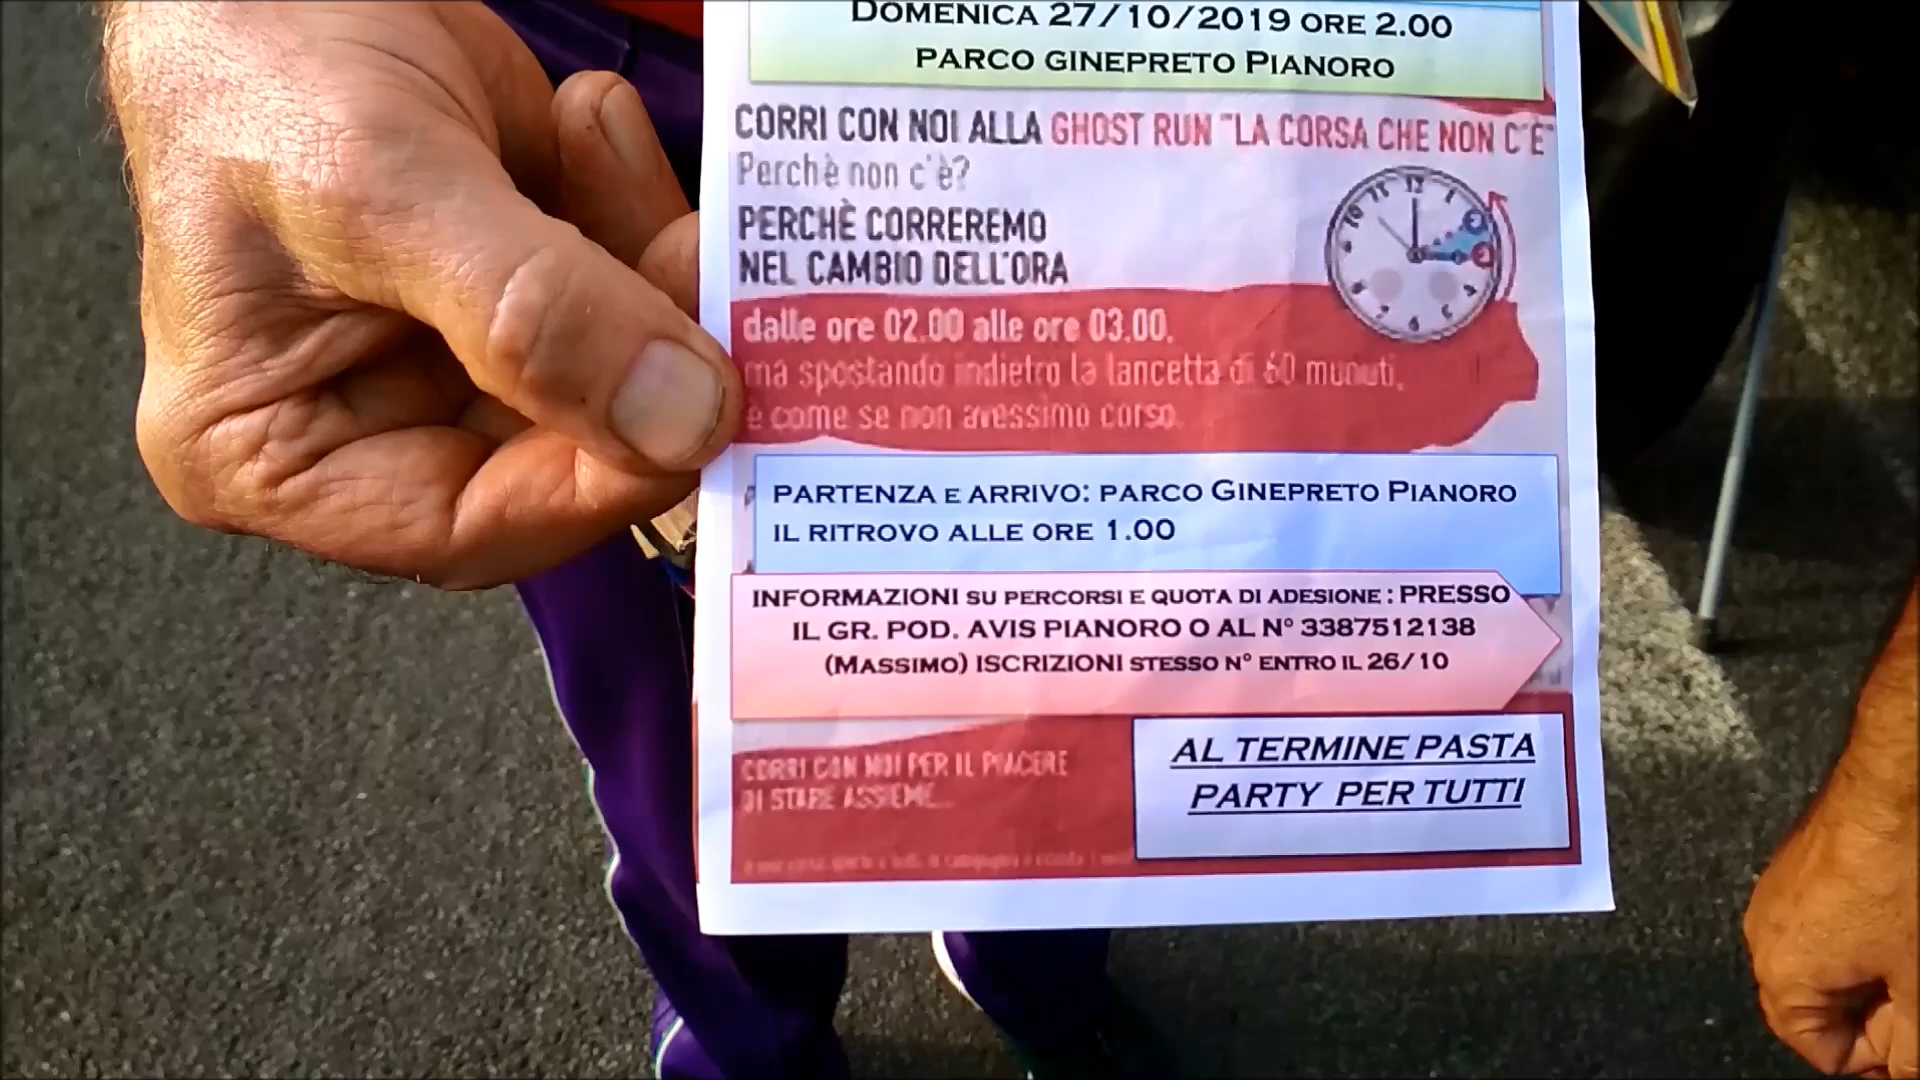 DOMENICA 27/10/2019 ORE 2.00
PARCO GINEPRETO PIANORO
CORRI CON NOI ALLA GHOST RUN "LA CORSA CHE NON C'È"
Perchè non c'è?
PERCHÈ CORREREMO
NEL CAMBIO DELL'ORA
dalle ore 02.00 alle ore 03.00,
ma spostando indietro la lancetta di 60 munuti,
è come se non avessimo corso.
PARTENZA E ARRIVO: PARCO GINEPRETO PIANORO
IL RITROVO ALLE ORE 1.00
INFORMAZIONI SU PERCORSI E QUOTA DI ADESIONE : PRESSO
IL GR. POD. AVIS PIANORO O AL N° 3387512138
(MASSIMO) ISCRIZIONI STESSO N° ENTRO IL 26/10
CORRI CON NOI PER IL PIACERE
DI STARE ASSIEME...
AL TERMINE PASTA
PARTY PER TUTTI